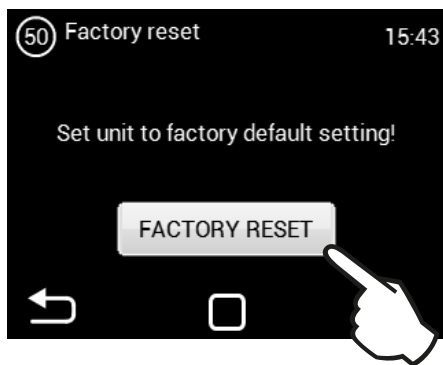 50 Factory reset 15:43
Set unit to factory default setting!
FACTORY RESET